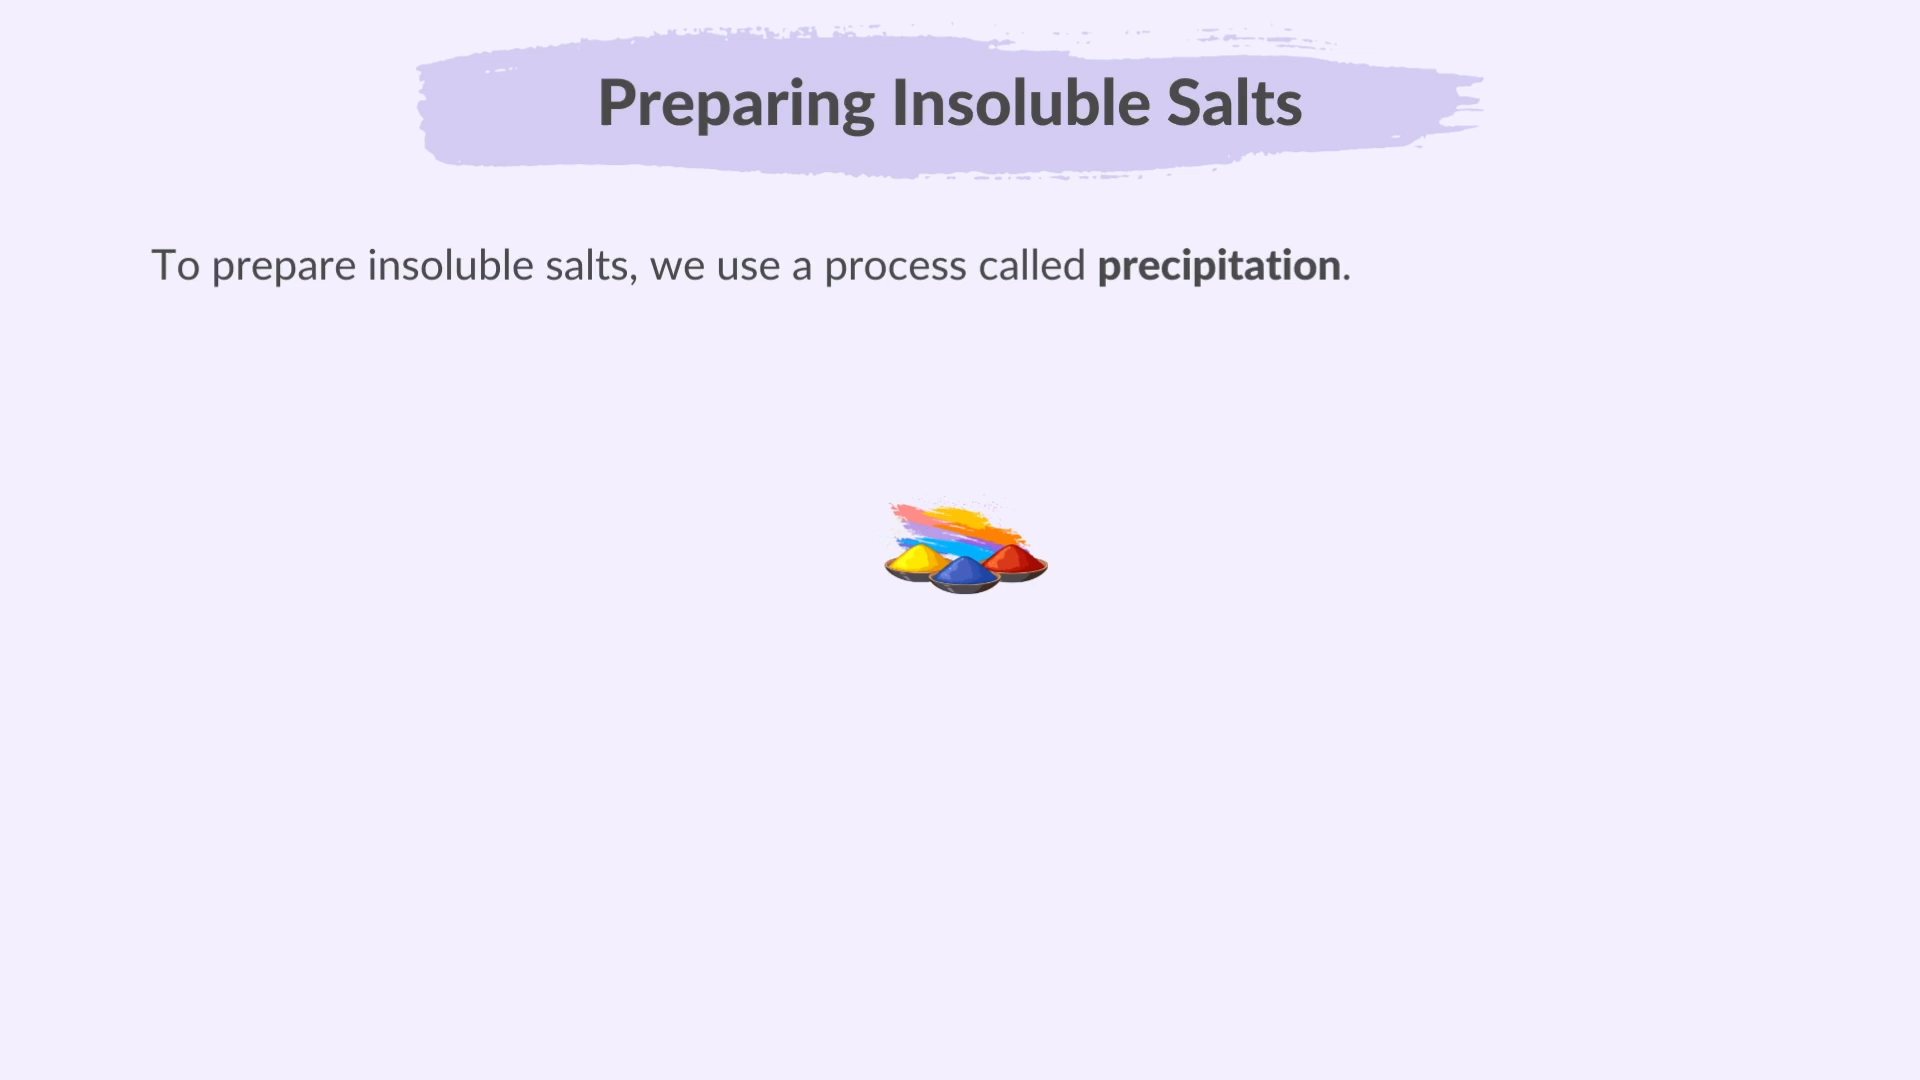 Preparing Insoluble Salts
To prepare insoluble salts, we use a process called precipitation.